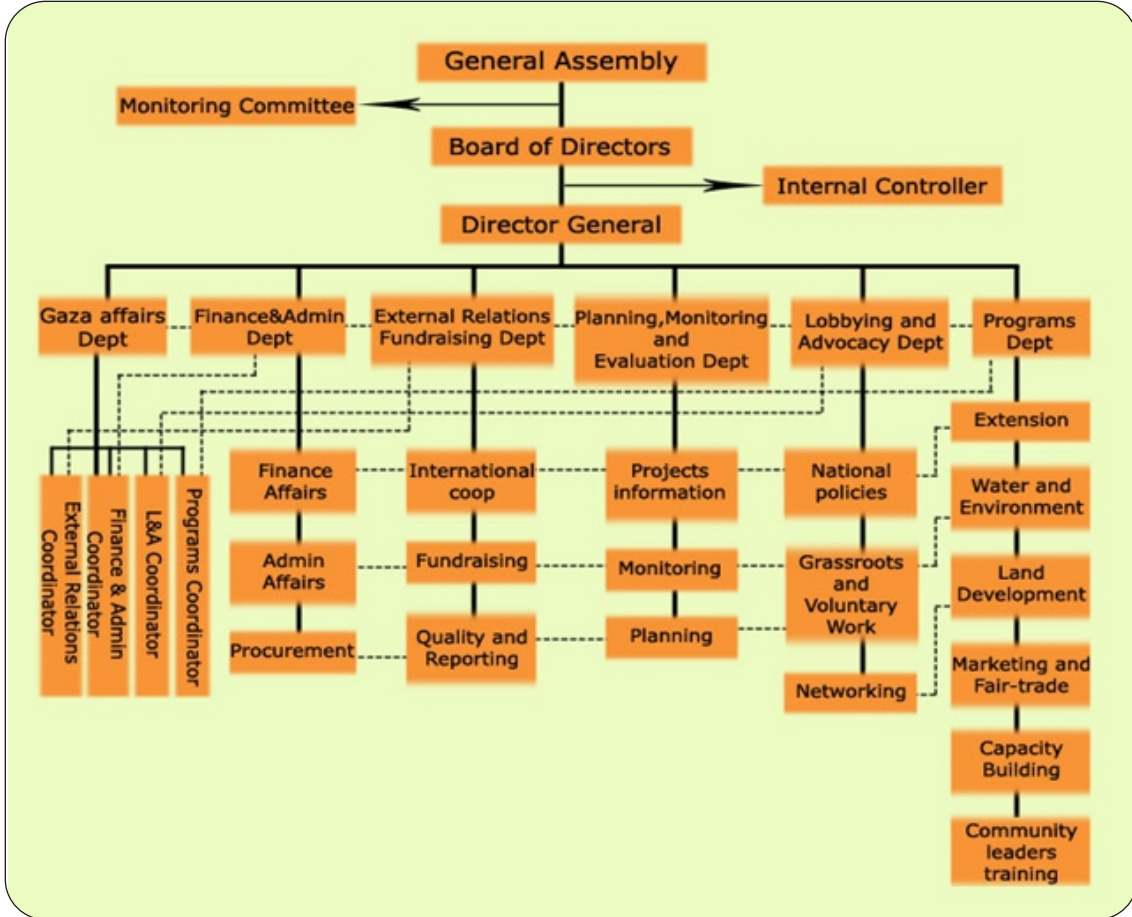 General Assembly
Monitoring Committee
Board of Directors
Internal Controller
Director General
Gaza affairs
Dept
Finance&Admin
Dept
External Relations
Fundraising Dept
Planning,Monitoring
and
Evaluation Dept
Lobbying and
Advocacy Dept
Programs
Dept
External Relations
Coordinator
Finance & Admin
Coordinator
L&A Coordinator
Programs Coordinator
Finance
Affairs
Admin
Affairs
Procurement
International
coop
Fundraising
Quality and
Reporting
Projects
information
Monitoring
Planning
National
policies
Grassroots
and
Voluntary
Work
Networking
Extension
Water and
Environment
Land
Development
Marketing and
Fair-trade
Capacity
Building
Community
leaders
training